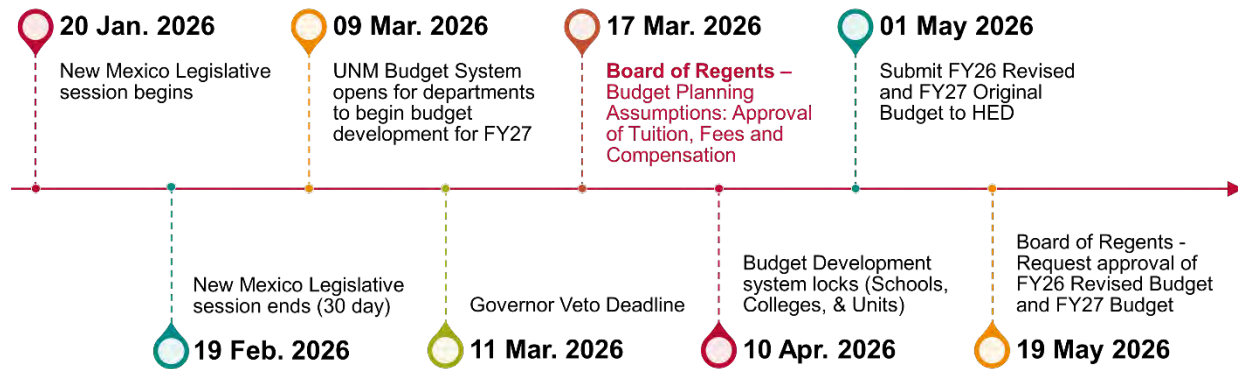 20 Jan. 2026
New Mexico Legislative
session begins
09 Mar. 2026
UNM Budget System
opens for departments
to begin budget
development for FY27
17 Mar. 2026
Board of Regents –
Budget Planning
Assumptions: Approval
of Tuition, Fees and
Compensation
01 May 2026
Submit FY26 Revised
and FY27 Original
Budget to HED
New Mexico Legislative
session ends (30 day)
19 Feb. 2026
Governor Veto Deadline
11 Mar. 2026
Budget Development
system locks (Schools,
Colleges, & Units)
10 Apr. 2026
Board of Regents -
Request approval of
FY26 Revised Budget
and FY27 Budget
19 May 2026